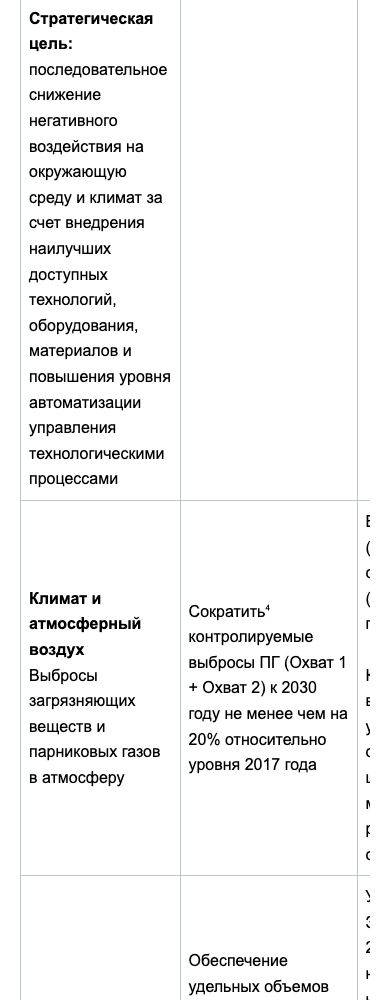 Стратегическая
цель:
последовательное
снижение
негативного
воздействия на
окружающую
среду и климат за
счет внедрения
наилучших
доступных
технологий,
оборудования,
материалов и
повышения уровня
автоматизации
управления
технологическими
процессами
Климат и
атмосферный
воздух
Выбросы
загрязняющих
веществ и
парниковых газов
в атмосферу
Сократить⁴
контролируемые
выбросы ПГ (Охват 1
+ Охват 2) к 2030
году не менее чем на
20% относительно
уровня 2017 года
Обеспечение
удельных объемов